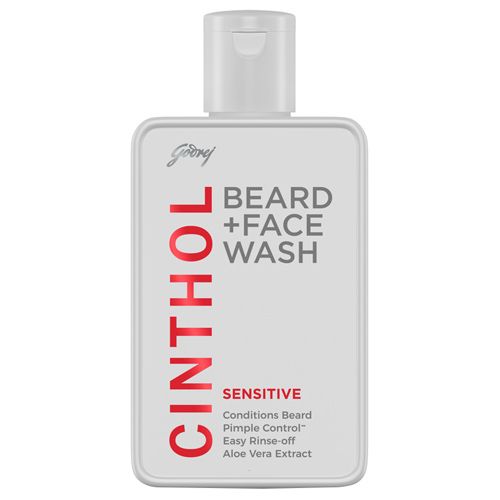 Godrej
CINTHOL
BEARD
+FACE
WASH
SENSITIVE
Conditions Beard
Pimple Control™
Easy Rinse-off
Aloe Vera Extract